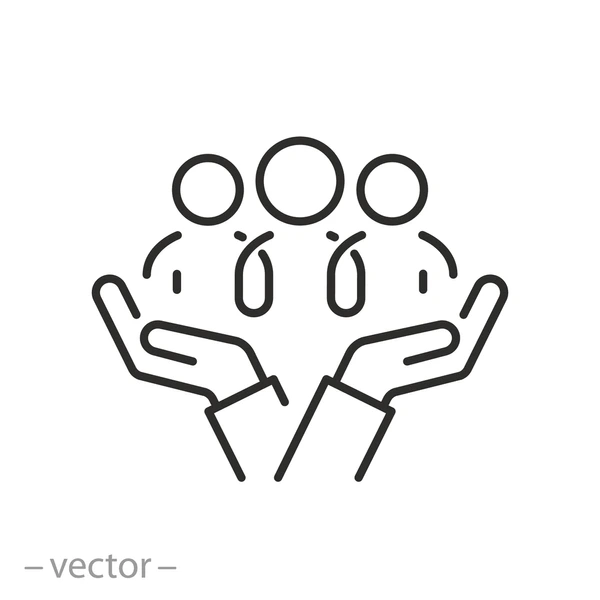 – vector –